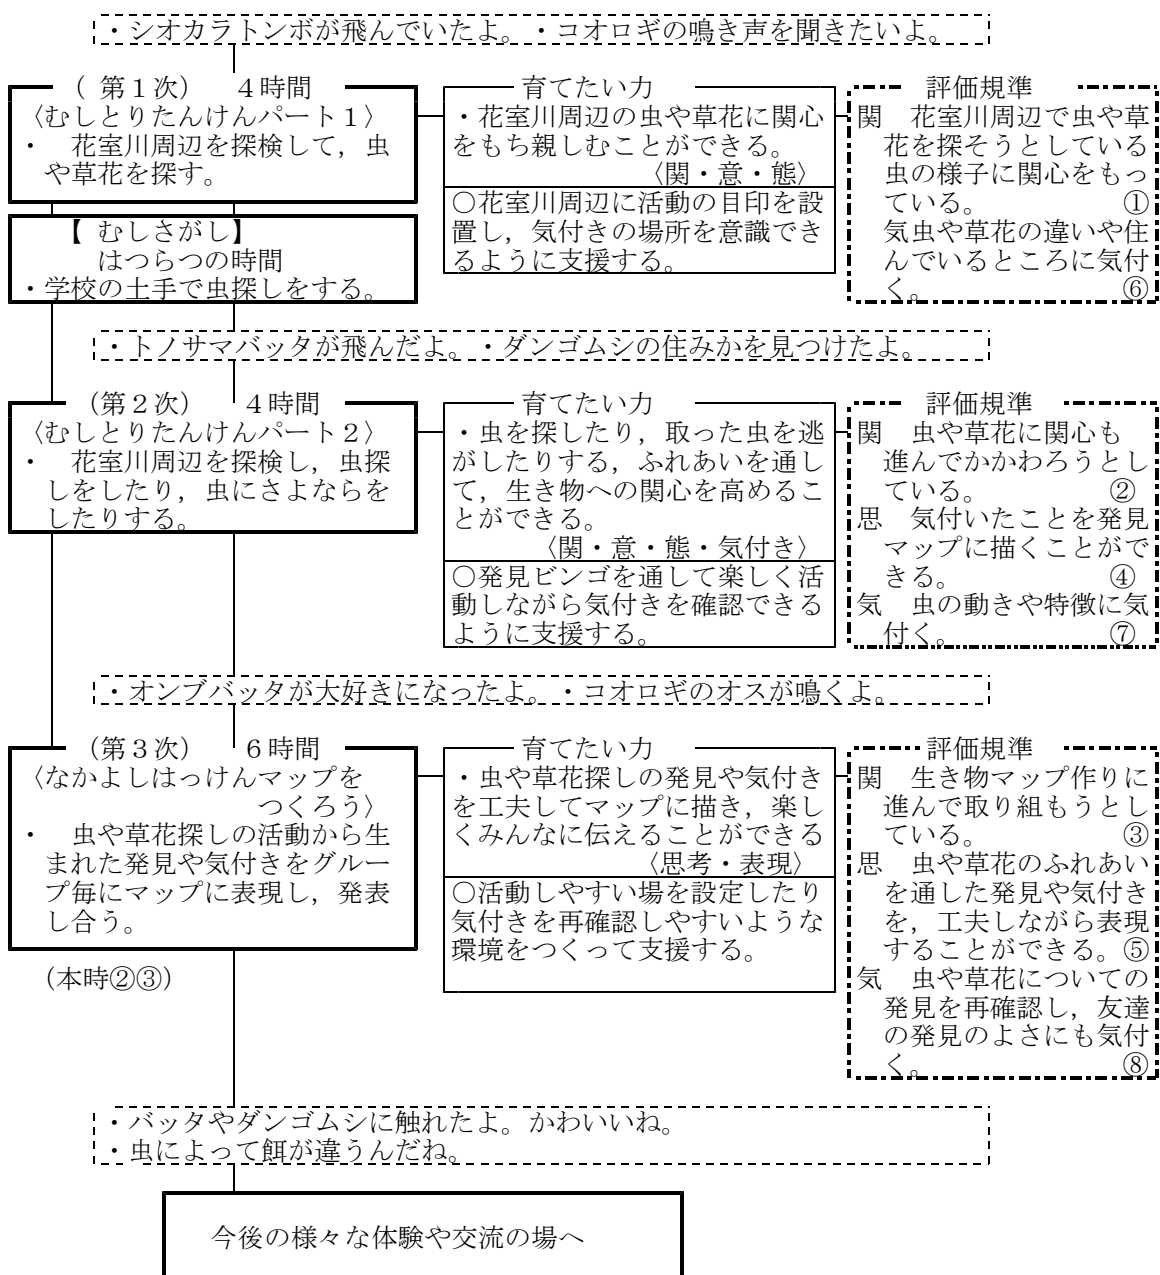 ・シオカラトンボが飛んでいたよ。・コオロギの鳴き声を聞きたいよ。
(第1次) 4時間
〈むしとりたんけんパート1〉
・ 花室川周辺を探検して，虫
や草花を探す。
【 むしさがし】
はつらつの時間
・学校の土手で虫探しをする。
育てたい力
・花室川周辺の虫や草花に関心
をもち親しむことができる。
〈関・意・態〉
○花室川周辺に活動の目印を設
置し，気付きの場所を意識でき
るように支援する。
評価規準
関 花室川周辺で虫や草
花を探そうとしている
虫の様子に関心をもっ
ている。 ①
気虫や草花の違いや住
んでいるところに気付
く。 ⑥
・トノサマバッタが飛んだよ。・ダンゴムシの住みかを見つけたよ。
(第2次) 4時間
〈むしとりたんけんパート2〉
・ 花室川周辺を探検し，虫探
しをしたり，虫にさよならを
したりする。
育てたい力
・虫を探したり，取った虫を逃
がしたりする，ふれあいを通し
て，生き物への関心を高めるこ
とができる。
〈関・意・態・気付き〉
○発見ビンゴを通して楽しく活
動しながら気付きを確認できる
ように支援する。
評価規準
関 虫や草花に関心も
進んでかかわろうとし
ている。 ②
思 気付いたことを発見
マップに描くことがで
きる。 ④
気 虫の動きや特徴に気
付く。 ⑦
・オンブバッタが大好きになったよ。・コオロギのオスが鳴くよ。
(第3次) 6時間
〈なかよしはっけんマップを
つくろう〉
・ 虫や草花探しの活動から生
まれた発見や気付きをグルー
プ毎にマップに表現し，発表
し合う。
(本時②③)
育てたい力
・虫や草花探しの発見や気付き
を工夫してマップに描き，楽し
くみんなに伝えることができる
〈思考・表現〉
○活動しやすい場を設定したり
気付きを再確認しやすいような
環境をつくって支援する。
評価規準
関 生き物マップ作りに
進んで取り組もうとし
ている。 ③
思 虫や草花のふれあい
を通した発見や気付き
を，工夫しながら表現
することができる。⑤
気 虫や草花についての
発見を再確認し，友達
の発見のよさにも気付
く。 ⑧
・バッタやダンゴムシに触れたよ。かわいいね。
・虫によって餌が違うんだね。
今後の様々な体験や交流の場へ